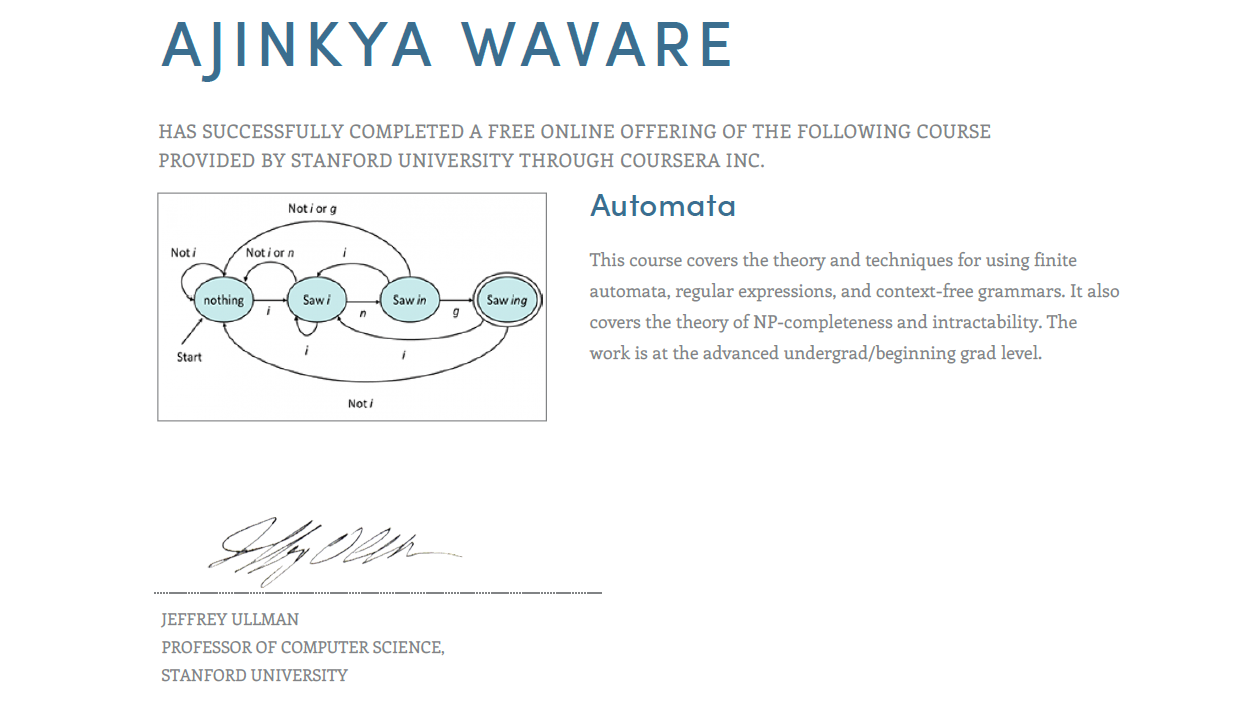 AJINKYA WAVARE
HAS SUCCESSFULLY COMPLETED A FREE ONLINE OFFERING OF THE FOLLOWING COURSE
PROVIDED BY STANFORD UNIVERSITY THROUGH COURSERA INC.
Not i or g
Not i
Not i or n
i
nothing
Saw i
Saw in
Saw ing
i
n
g
Start
i
i
Not i
Automata
This course covers the theory and techniques for using finite
automata, regular expressions, and context-free grammars. It also
covers the theory of NP-completeness and intractability. The
work is at the advanced undergrad/beginning grad level.
JEFFREY ULLMAN
PROFESSOR OF COMPUTER SCIENCE,
STANFORD UNIVERSITY